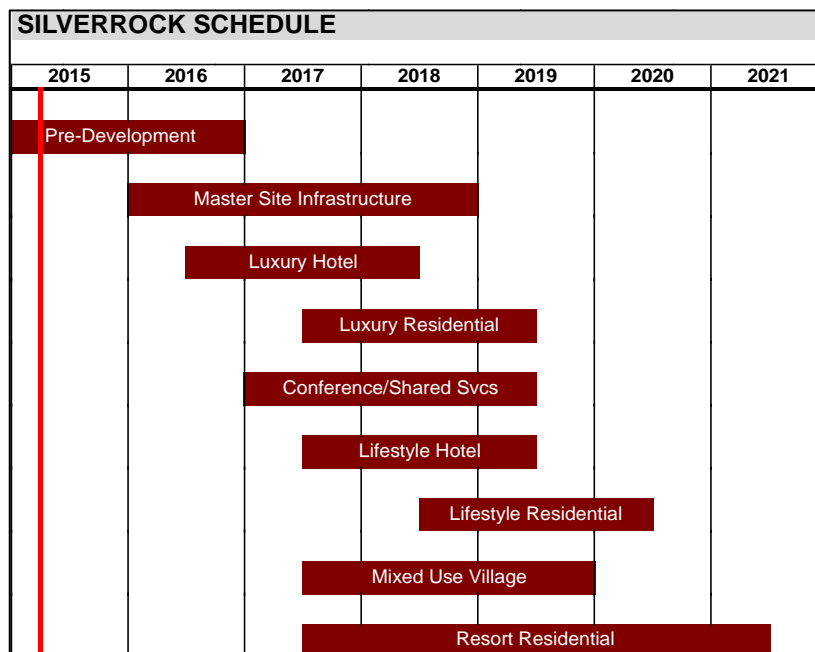 SILVERROCK SCHEDULE
2015 2016 2017 2018 2019 2020 2021
Pre-Development
Master Site Infrastructure
Luxury Hotel
Luxury Residential
Conference/Shared Svcs
Lifestyle Hotel
Lifestyle Residential
Mixed Use Village
Resort Residential